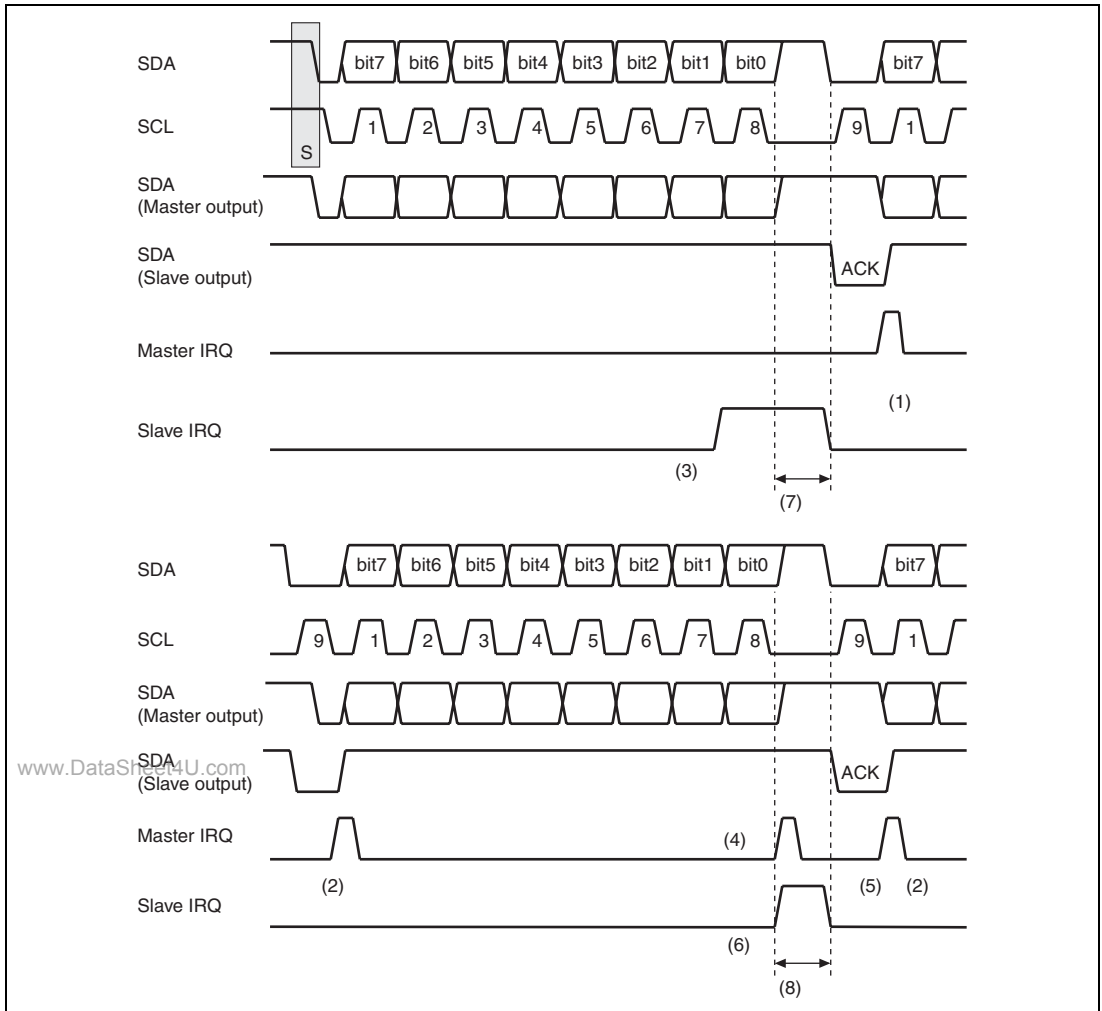 SDA bit7 bit6 bit5 bit4 bit3 bit2 bit1 bit0 bit7
SCL 1 2 3 4 5 6 7 8 9 1
S
SDA
(Master output)
SDA
(Slave output) ACK
Master IRQ
(1)
Slave IRQ
(3)
(7)
SDA bit7 bit6 bit5 bit4 bit3 bit2 bit1 bit0 bit7
SCL 9 1 2 3 4 5 6 7 8 9 1
SDA
(Master output)
www.DataSheet4U.com
SDA
(Slave output) ACK
Master IRQ (4)
(2) (5) (2)
Slave IRQ
(6)
(8)